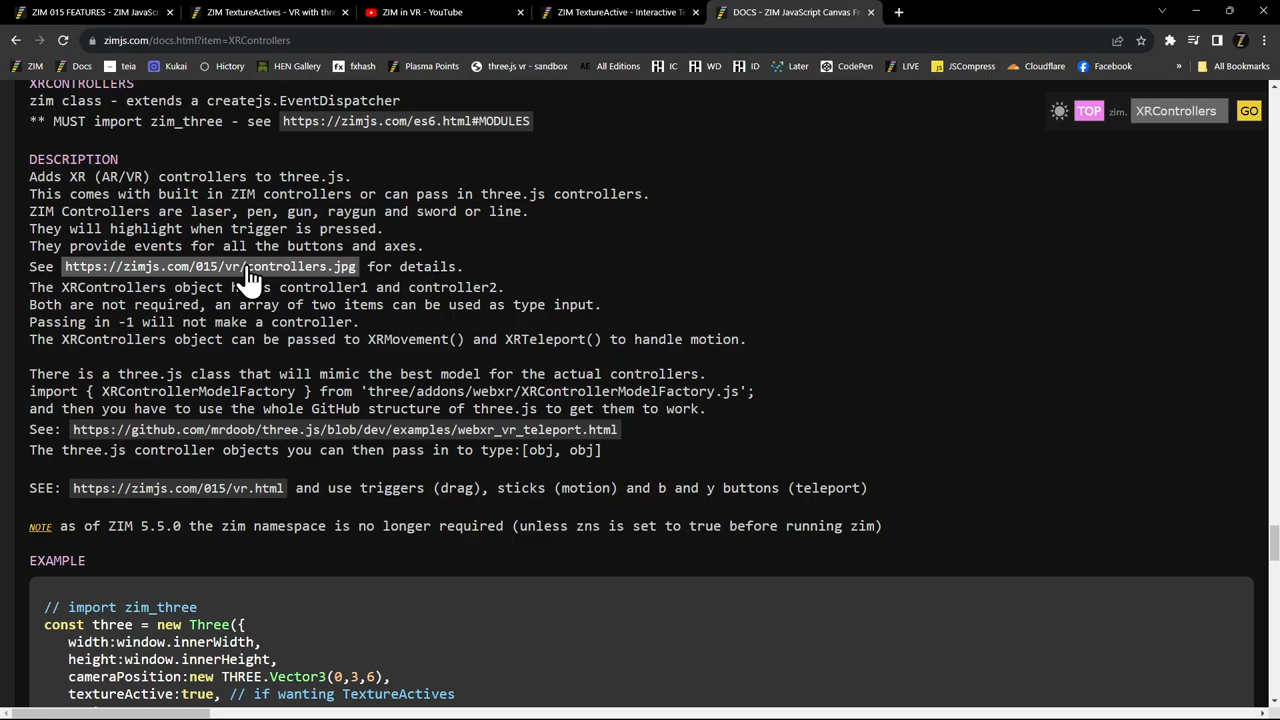 ZIM 015 FEATURES - ZIM JavaSc
ZIM TextureActives - VR with thre
ZIM in VR - YouTube
ZIM TextureActive - Interactive Te
DOCS - ZIM JavaScript Canvas Fr
zimjs.com/docs.html?item=XRControllers
ZIM
Docs
teia
Kukai
Hictory
HEN Gallery
fxhash
Plasma Points
three.js vr - sandbox
All Editions
IC
WD
ID
Later
CodePen
LIVE
JSCompress
Cloudflare
Facebook
»
All Bookmarks
XRCONTROLLERS
zim class - extends a createjs.EventDispatcher
** MUST import zim_three - see https://zimjs.com/es6.html#MODULES
TOP zim. XRControllers GO
DESCRIPTION
Adds XR (AR/VR) controllers to three.js.
This comes with built in ZIM controllers or can pass in three.js controllers.
ZIM Controllers are laser, pen, gun, raygun and sword or line.
They will highlight when trigger is pressed.
They provide events for all the buttons and axes.
See https://zimjs.com/015/vr/controllers.jpg for details.
The XRControllers object controller1 and controller2.
Both are not required, an array of two items can be used as type input.
Passing in -1 will not make a controller.
The XRControllers object can be passed to XRMovement() and XRTeleport() to handle motion.
There is a three.js class that will mimic the best model for the actual controllers.
import { XRControllerModelFactory } from 'three/addons/webxr/XRControllerModelFactory.js';
and then you have to use the whole GitHub structure of three.js to get them to work.
See: https://github.com/mrdoob/three.js/blob/dev/examples/webxr_vr_teleport.html
The three.js controller objects you can then pass in to type:[obj, obj]
SEE: https://zimjs.com/015/vr.html and use triggers (drag), sticks (motion) and b and y buttons (teleport)
NOTE as of ZIM 5.5.0 the zim namespace is no longer required (unless zns is set to true before running zim)
EXAMPLE
// import zim_three
const three = new Three({
width:window.innerWidth,
height:window.innerHeight,
cameraPosition:new THREE.Vector3(0,3,6),
textureActive:true, // if wanting TextureActives